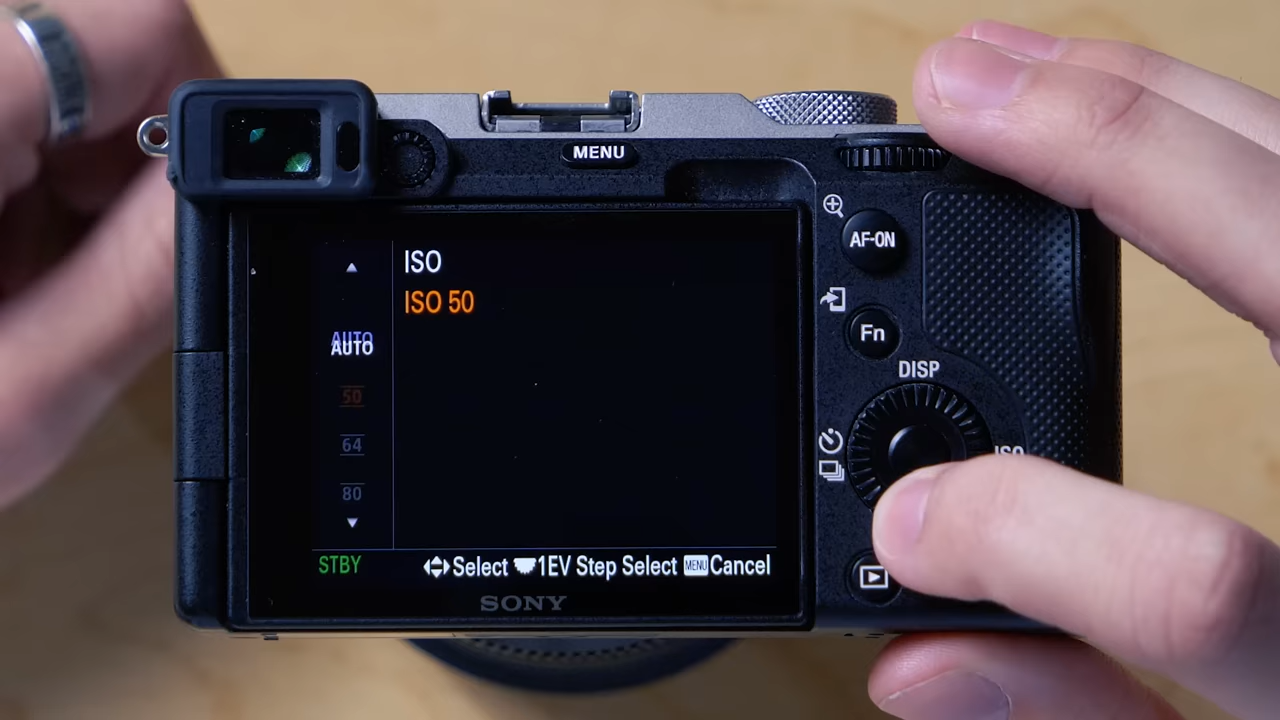 MENU
AF-ON
Fn
DISP
ISO
ISO
ISO 50
AUTO
50
64
80
STBY Select 1EV Step Select MENU Cancel
SONY